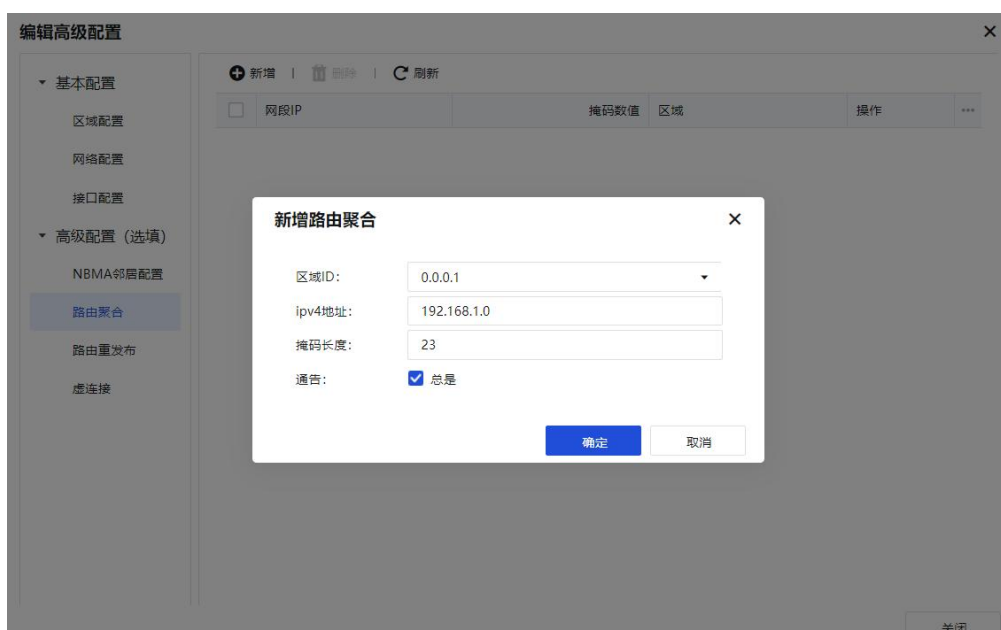 编辑高级配置
基本配置
区域配置
网络配置
接口配置
高级配置（选填）
NBMA邻居配置
路由聚合
路由重发布
虚连接
新增 | 删除 | 刷新
网段IP 掩码数值 区域 操作
新增路由聚合
区域ID： 0.0.0.1
ipv4地址： 192.168.1.0
掩码长度： 23
通告： 总是
确定 取消
关闭